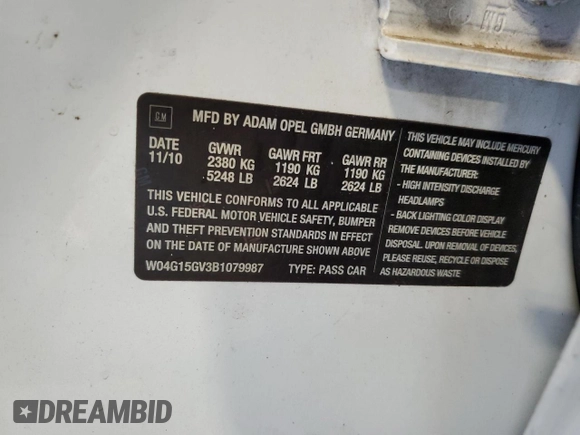 GM
MFD BY ADAM OPEL GMBH GERMANY
DATE GVWR GAWR FRT GAWR RR
11/10 2380 KG 1190 KG 1190 KG
5248 LB 2624 LB 2624 LB
THIS VEHICLE CONFORMS TO ALL APPLICABLE
U.S. FEDERAL MOTOR VEHICLE SAFETY, BUMPER
AND THEFT PREVENTION STANDARDS IN EFFECT
ON THE DATE OF MANUFACTURE SHOWN ABOVE
W04G15GV3B1079987 TYPE: PASS CAR
THIS VEHICLE MAY INCLUDE MERCURY
CONTAINING DEVICES INSTALLED BY
THE MANUFACTURER:
- HIGH INTENSITY DISCHARGE
HEADLAMPS
- BACK LIGHTING COLOR DISPLAY
REMOVE DEVICES BEFORE VEHICLE
DISPOSAL. UPON REMOVAL OF DEVICES,
PLEASE REUSE, RECYCLE OR DISPOSE
AS HAZARDOUS WASTE
DREAMBID